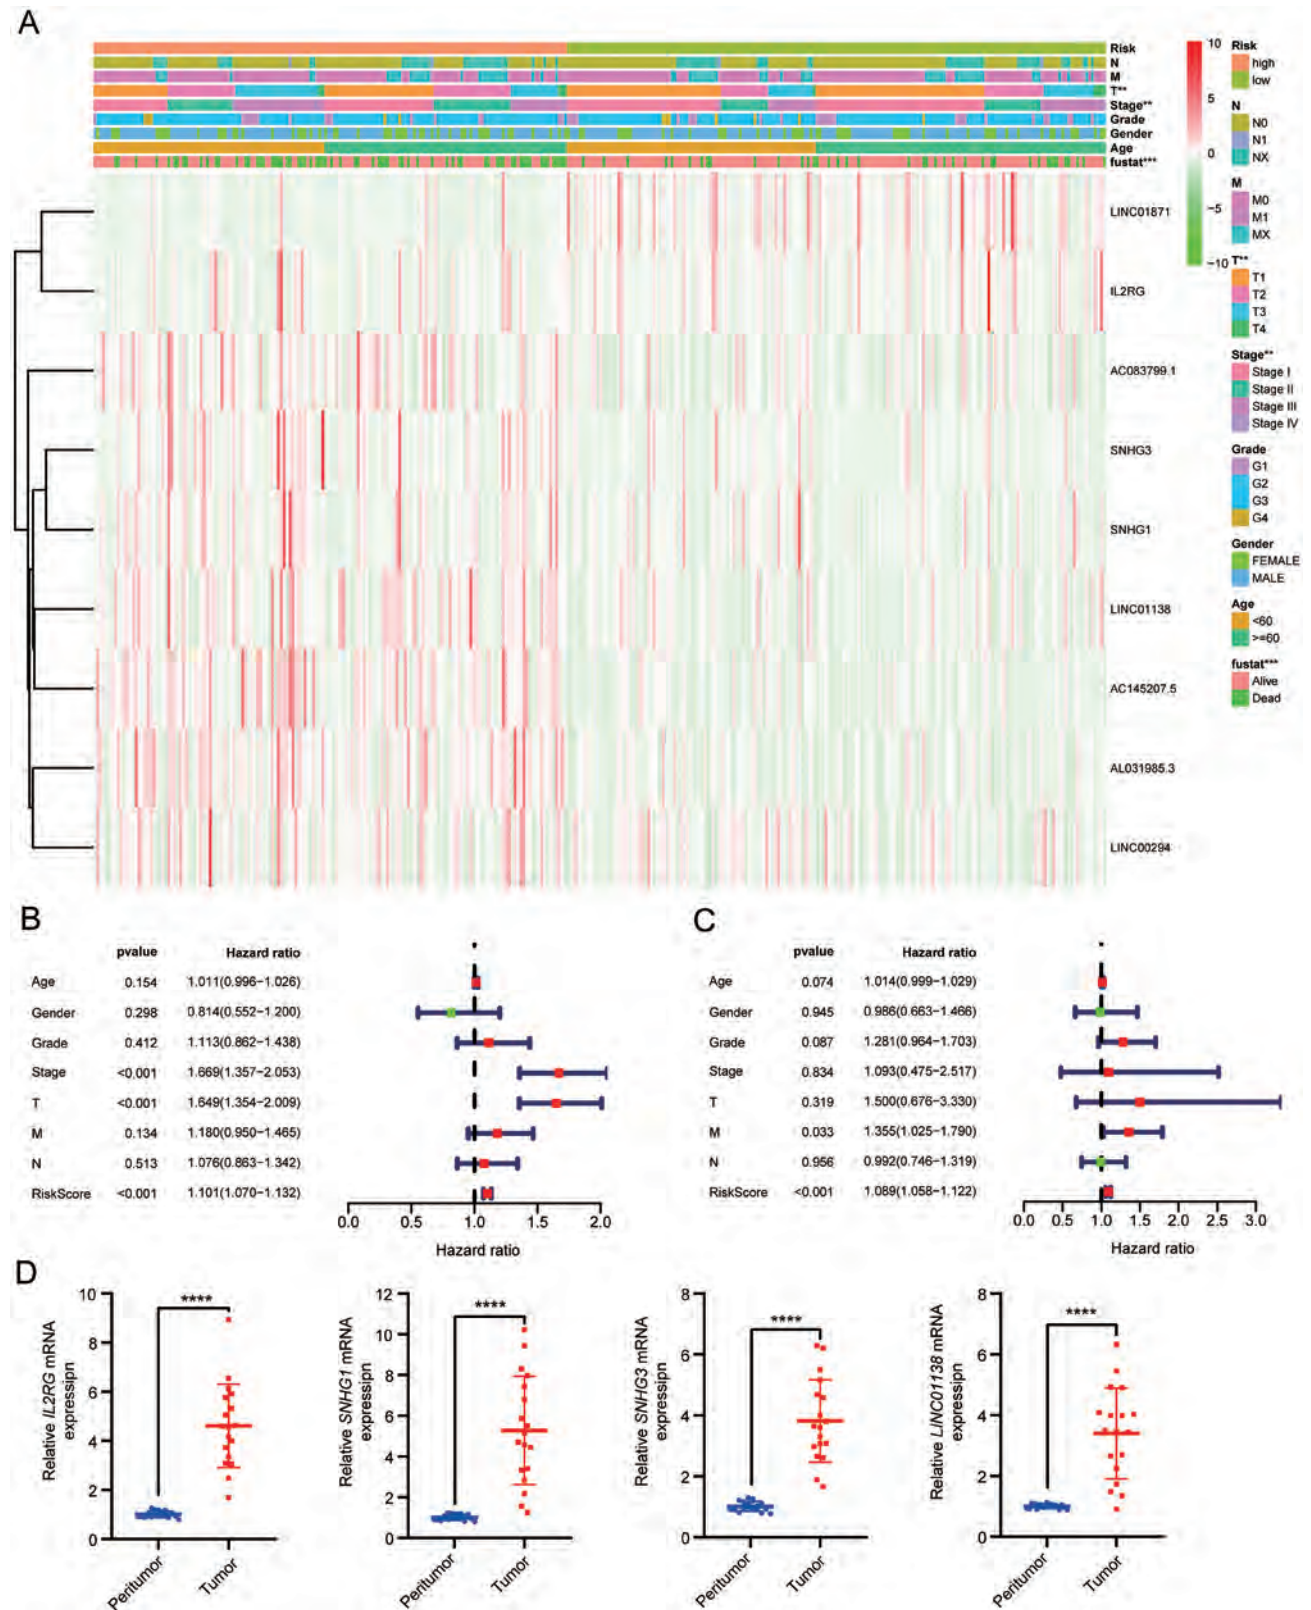 A
Risk
N
M
T**
Stage**
Grade
Gender
Age
fustat***
LINC01871
IL2RG
AC083799.1
SNHG3
SNHG1
LINC01138
AC145207.5
AL031985.3
LINC00294
10
5
0
−5
−10
Risk
high
low
N
N0
N1
NX
M
M0
M1
MX
T**
T1
T2
T3
T4
Stage**
Stage I
Stage II
Stage III
Stage IV
Grade
G1
G2
G3
G4
Gender
FEMALE
MALE
Age
<60
>=60
fustat***
Alive
Dead
B
pvalue Hazard ratio
Age 0.154 1.011(0.996−1.026)
Gender 0.298 0.814(0.552−1.200)
Grade 0.412 1.113(0.862−1.438)
Stage <0.001 1.669(1.357−2.053)
T <0.001 1.649(1.354−2.009)
M 0.134 1.180(0.950−1.465)
N 0.513 1.076(0.863−1.342)
RiskScore <0.001 1.101(1.070−1.132)
0.0 0.5 1.0 1.5 2.0
Hazard ratio
C
pvalue Hazard ratio
Age 0.074 1.014(0.999−1.029)
Gender 0.945 0.986(0.663−1.466)
Grade 0.087 1.281(0.964−1.703)
Stage 0.834 1.093(0.475−2.517)
T 0.319 1.500(0.676−3.330)
M 0.033 1.355(1.025−1.790)
N 0.956 0.992(0.746−1.319)
RiskScore <0.001 1.089(1.058−1.122)
0.0 0.5 1.0 1.5 2.0 2.5 3.0
Hazard ratio
D
Relative IL2RG mRNA
expressipn
10
8
6
4
2
0
****
Peritumor
Tumor
Relative SNHG1 mRNA
expressipn
12
10
8
6
4
2
0
****
Peritumor
Tumor
Relative SNHG3 mRNA
expressipn
8
6
4
2
0
****
Peritumor
Tumor
Relative LINC01138 mRNA
expressipn
8
6
4
2
0
****
Peritumor
Tumor